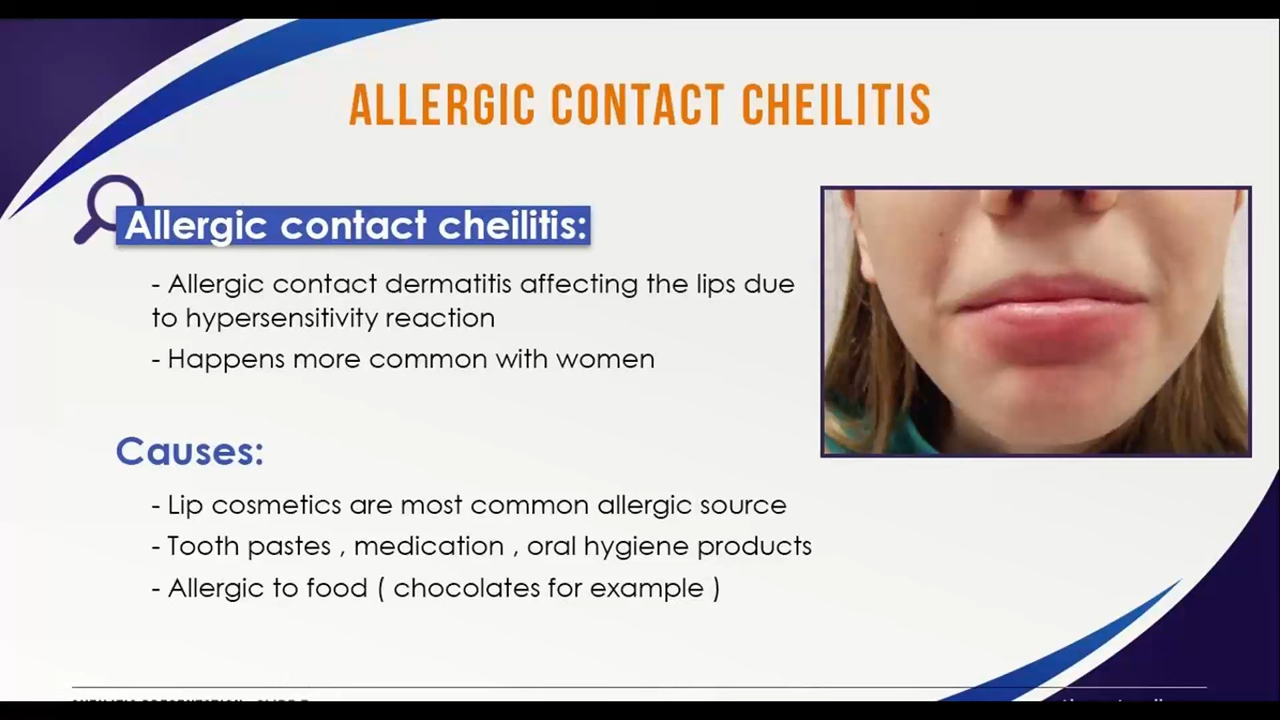 ALLERGIC CONTACT CHEILITIS
Allergic contact cheilitis:
- Allergic contact dermatitis affecting the lips due
to hypersensitivity reaction
- Happens more common with women
Causes:
- Lip cosmetics are most common allergic source
- Tooth pastes , medication , oral hygiene products
- Allergic to food ( chocolates for example )